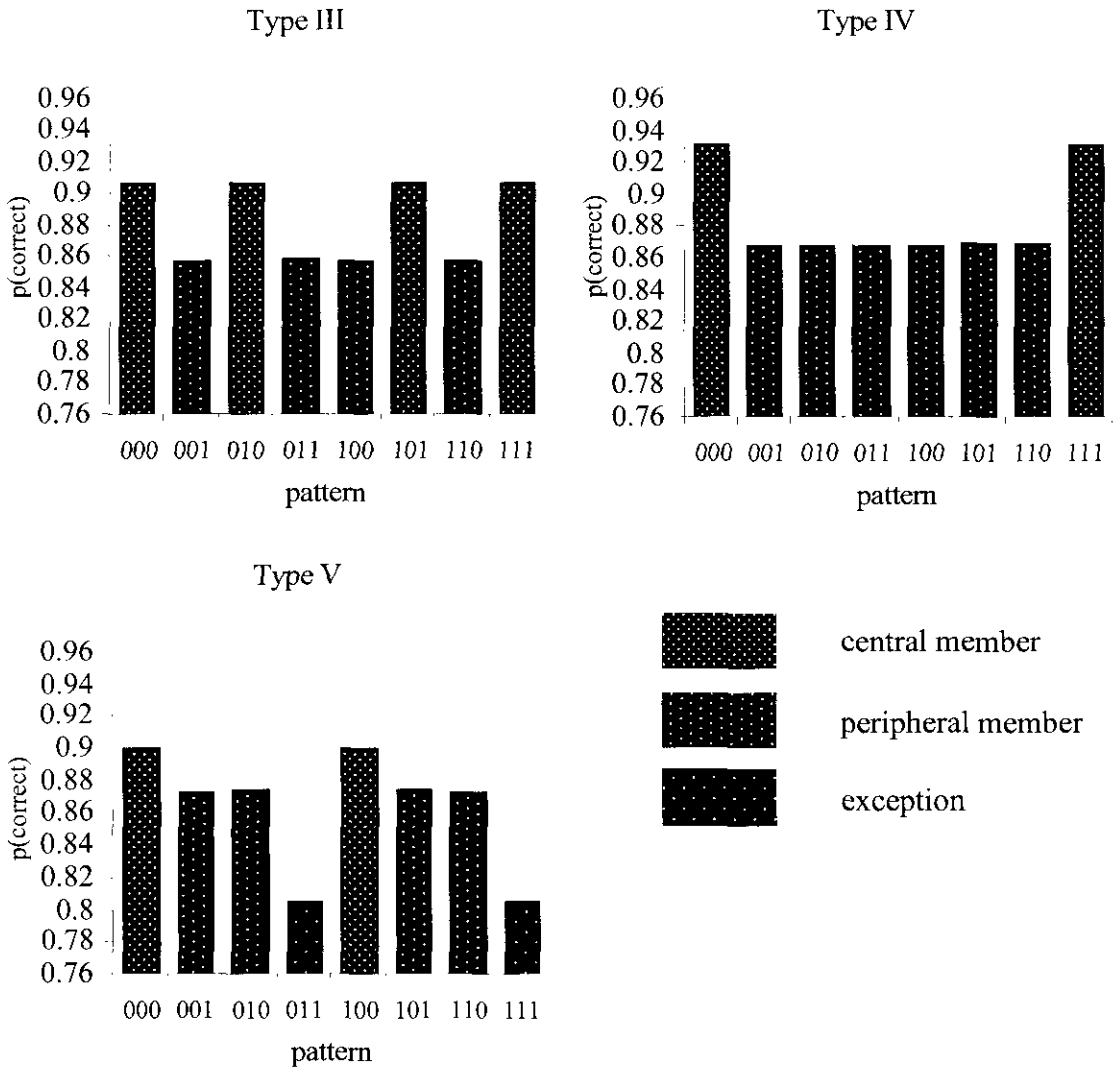 Type III
0.96
0.94
0.92
0.9
0.88
0.86
0.84
0.82
0.8
0.78
0.76
p(correct)
000 001 010 011 100 101 110 111
pattern
Type IV
0.96
0.94
0.92
0.9
0.88
0.86
0.84
0.82
0.8
0.78
0.76
p(correct)
000 001 010 011 100 101 110 111
pattern
Type V
0.96
0.94
0.92
0.9
0.88
0.86
0.84
0.82
0.8
0.78
0.76
p(correct)
000 001 010 011 100 101 110 111
pattern
central member
peripheral member
exception